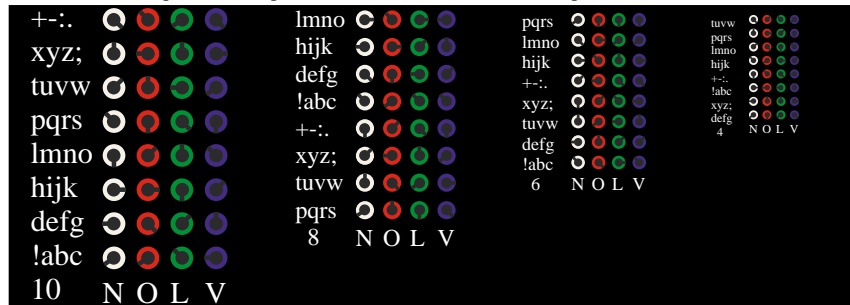 +-:.
xyz;
tuvw
pqrs
lmno
hijk
defg
!abc
10 N O L V
lmno
hijk
defg
!abc
+-:.
xyz;
tuvw
pqrs
8 N O L V
pqrs
lmno
hijk
+-:.
xyz;
tuvw
defg
!abc
6 N O L V
tuvw
pqrs
lmno
hijk
+-:.
!abc
xyz;
defg
4 N O L V